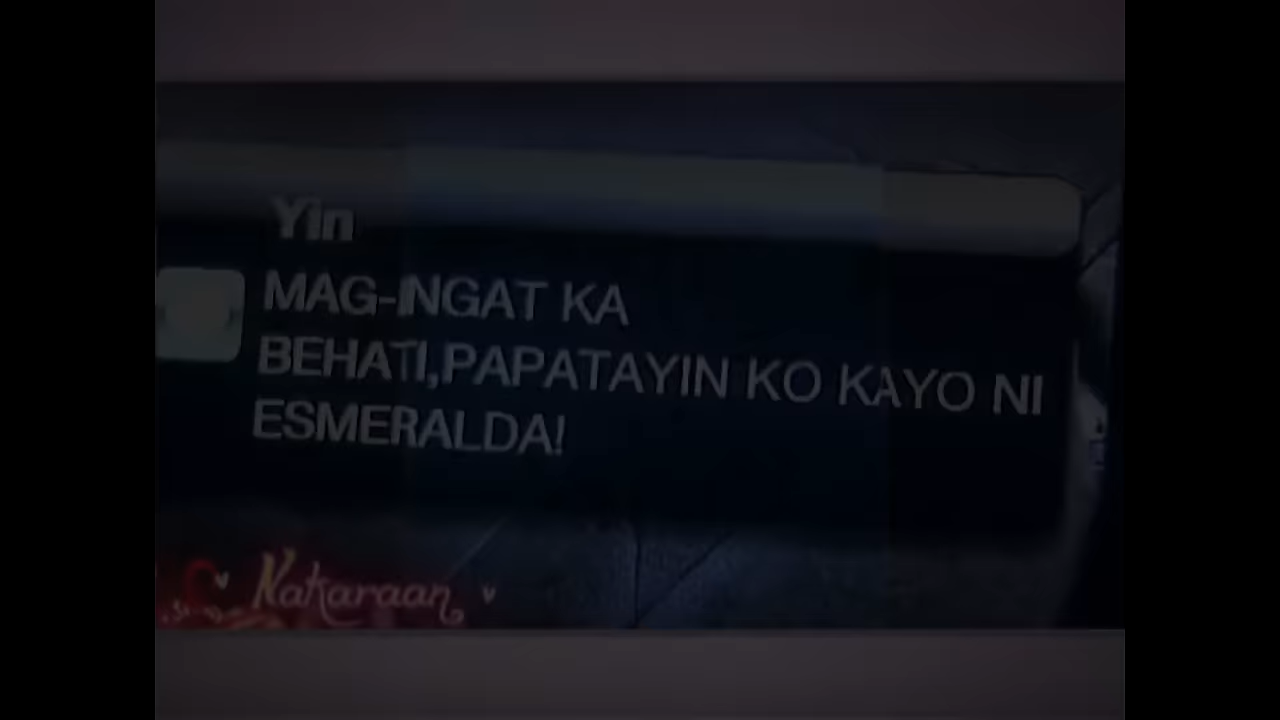 Yin
MAG-INGAT KA
BEHATI,PAPATAYIN KO KAYO NI
ESMERALDA!
Nakaraan